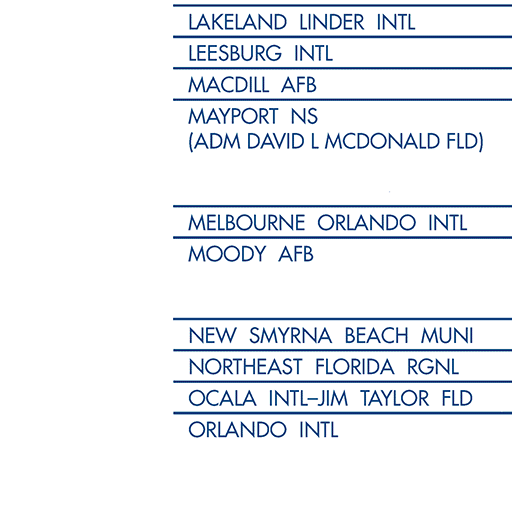 LAKELAND LINDER INTL
LEESBURG INTL
MACDILL AFB
MAYPORT NS
(ADM DAVID L MCDONALD FLD)
MELBOURNE ORLANDO INTL
MOODY AFB
NEW SMYRNA BEACH MUNI
NORTHEAST FLORIDA RGNL
OCALA INTL–JIM TAYLOR FLD
ORLANDO INTL